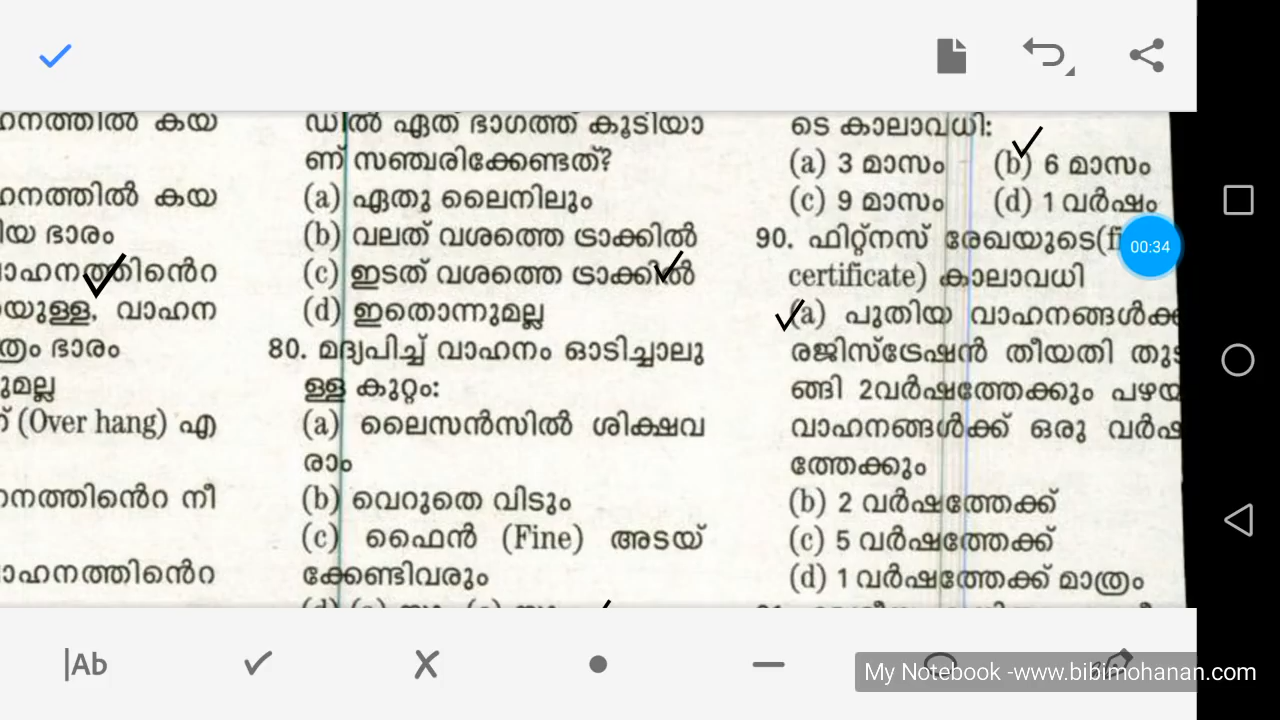 ഹനത്തിൽ കയ
ഹനത്തിൽ കയ
യ ഭാരം
ാഹനത്തിൻെറ
യുള്ള, വാഹന
ത്രം ഭാരം
ുമല്ല
(Over hang) എ
നത്തിൻെറ നീ
ാഹനത്തിൻെറ
ഡിൽ ഏത് ഭാഗത്ത് കൂടിയാ
ണ് സഞ്ചരിക്കേണ്ടത്?
(a) ഏതു ലൈനിലും
(b) വലത് വശത്തെ ട്രാക്കിൽ
(c) ഇടത് വശത്തെ ട്രാക്കിൽ
(d) ഇതൊന്നുമല്ല
80. മദ്യപിച്ച് വാഹനം ഓടിച്ചാലു
ള്ള കുറ്റം:
(a) ലൈസൻസിൽ ശിക്ഷവ
രാം
(b) വെറുതെ വിടും
(c) ഫൈൻ (Fine) അടയ്
ക്കേണ്ടിവരും
ടെ കാലാവധി:
(a) 3 മാസം (b) 6 മാസം
(c) 9 മാസം (d) 1 വർഷം
90. ഫിറ്റ്നസ് രേഖയുടെ(fi
certificate) കാലാവധി
(a) പുതിയ വാഹനങ്ങൾക്ക
രജിസ്ട്രേഷൻ തീയതി തുട
ങ്ങി 2വർഷത്തേക്കും പഴയ
വാഹനങ്ങൾക്ക് ഒരു വർഷ
ത്തേക്കും
(b) 2 വർഷത്തേക്ക്
(c) 5 വർഷത്തേക്ക്
(d) 1 വർഷത്തേക്ക് മാത്രം
00:34
|Ab
My Notebook -www.bibimohanan.com